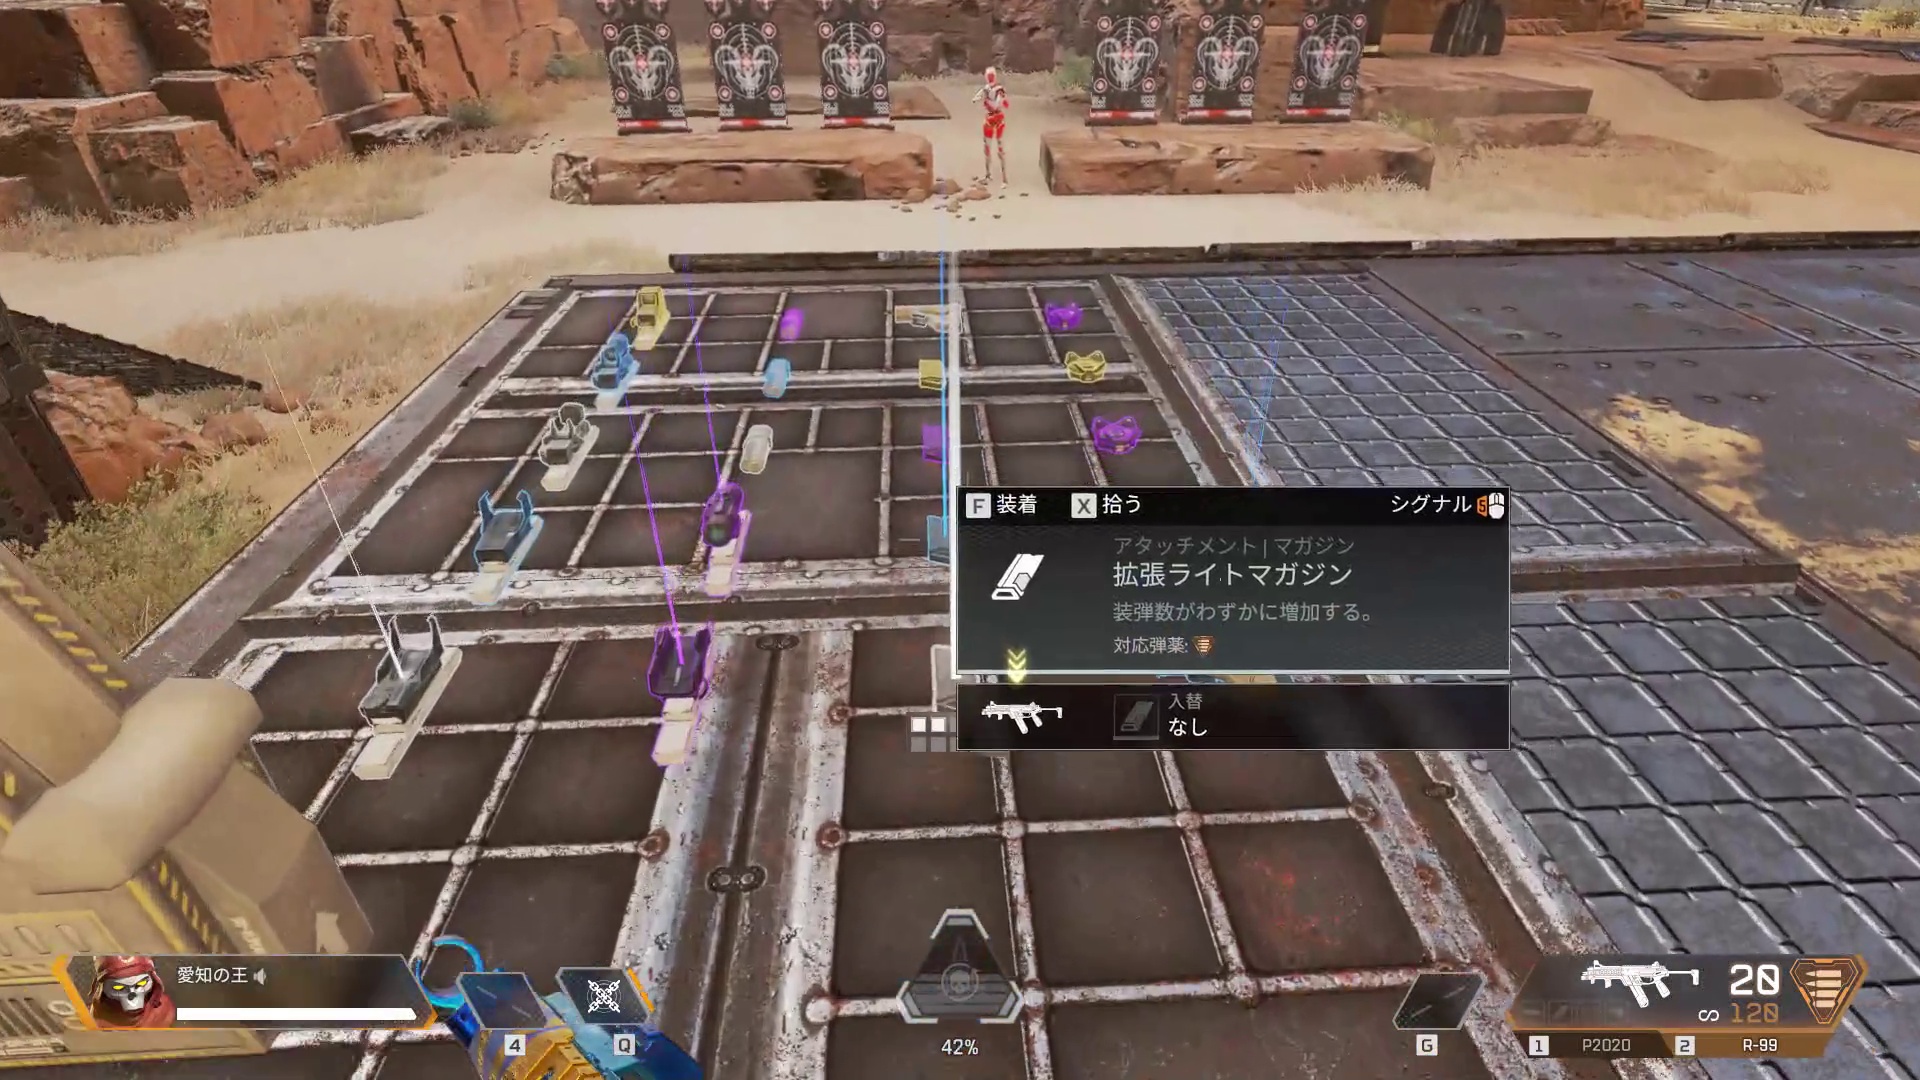 F 装着 X 拾う シグナル 5
アタッチメント | マガジン
拡張ライトマガジン
装弾数がわずかに増加する。
対応弾薬:
入替
なし
愛知の王
4
Q
42%
G
20
∞ 120
1 P2020 2 R-99